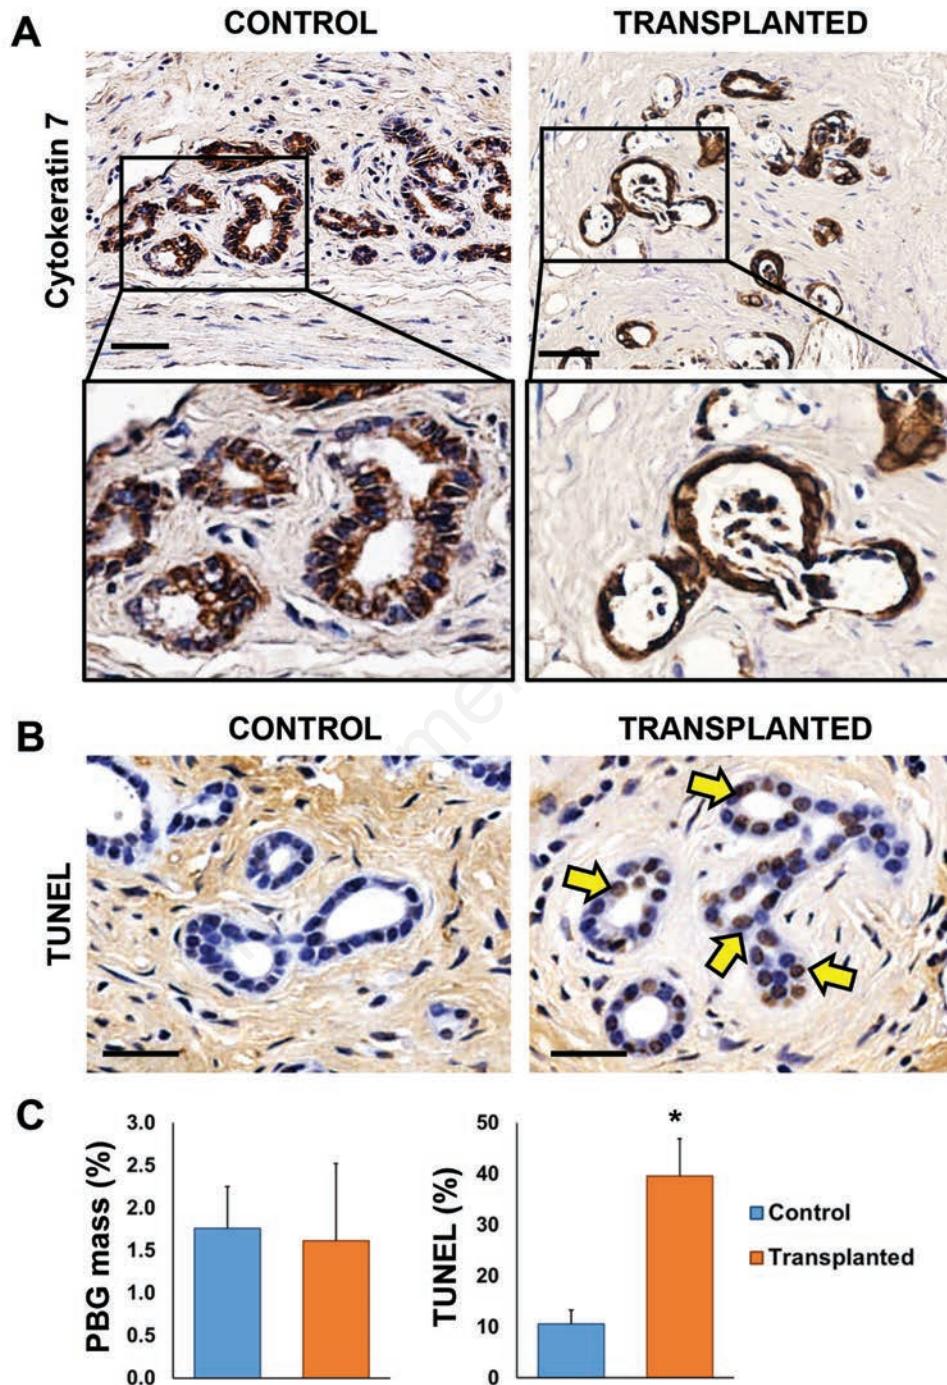 A
CONTROL
TRANSPLANTED
Cytokeratin 7
B
CONTROL
TRANSPLANTED
TUNEL
C
PBG mass (%)
3.0
2.5
2.0
1.5
1.0
0.5
0.0
TUNEL (%)
50
40
30
20
10
0
*
Control
Transplanted